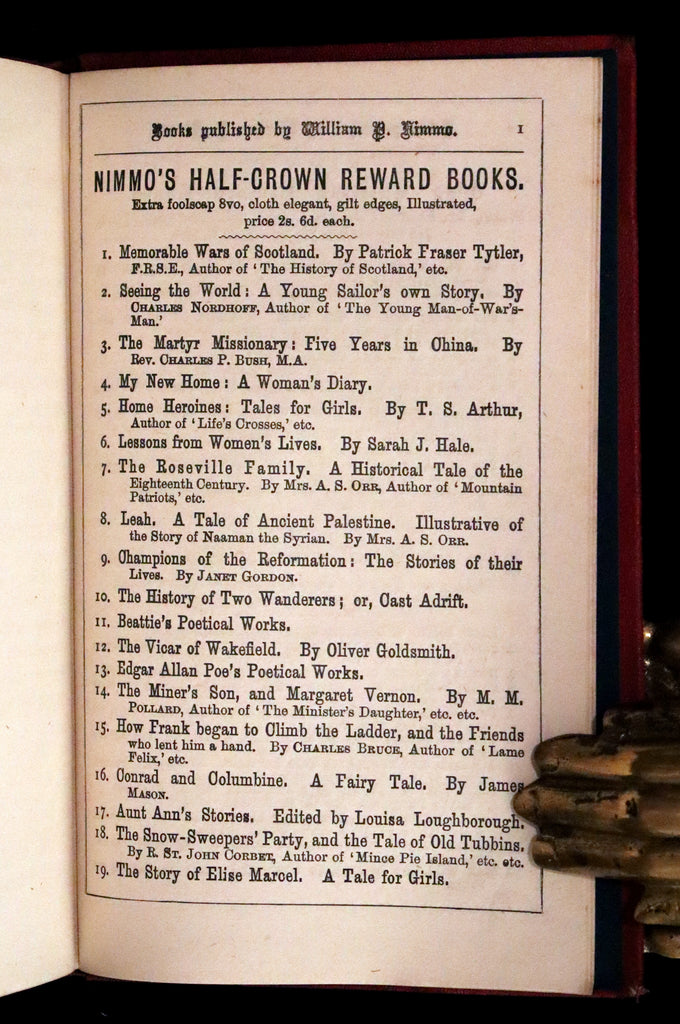 Books published by William P. Nimmo. 1
NIMMO'S HALF-CROWN REWARD BOOKS.
Extra foolscap 8vo, cloth elegant, gilt edges, Illustrated,
price 2s. 6d. each.
1. Memorable Wars of Scotland. By Patrick Fraser Tytler,
F.R.S.E., Author of 'The History of Scotland,' etc.
2. Seeing the World: A Young Sailor's own Story. By
CHARLES NORDHOFF, Author of 'The Young Man-of-War's-
Man.'
3. The Martyr Missionary: Five Years in China. By
Rev. CHARLES P. BUSH, M.A.
4. My New Home: A Woman's Diary.
5. Home Heroines: Tales for Girls. By T. S. Arthur,
Author of 'Life's Crosses,' etc.
6. Lessons from Women's Lives. By Sarah J. Hale.
7. The Roseville Family. A Historical Tale of the
Eighteenth Century. By Mrs. A. S. ORR, Author of 'Mountain
Patriots,' etc.
8. Leah. A Tale of Ancient Palestine. Illustrative of
the Story of Naaman the Syrian. By Mrs. A. S. ORR.
9. Champions of the Reformation: The Stories of their
Lives. By JANET GORDON.
10. The History of Two Wanderers; or, Cast Adrift.
11. Beattie's Poetical Works.
12. The Vicar of Wakefield. By Oliver Goldsmith.
13. Edgar Allan Poe's Poetical Works.
14. The Miner's Son, and Margaret Vernon. By M. M.
POLLARD, Author of 'The Minister's Daughter,' etc. etc.
15. How Frank began to Climb the Ladder, and the Friends
who lent him a hand. By CHARLES BRUCE, Author of 'Lame
Felix,' etc.
16. Conrad and Columbine. A Fairy Tale. By James
MASON.
17. Aunt Ann's Stories. Edited by Louisa Loughborough.
18. The Snow-Sweepers' Party, and the Tale of Old Tubbins.
By R. ST. JOHN CORBET, Author of 'Mince Pie Island,' etc. etc.
19. The Story of Elise Marcel. A Tale for Girls.